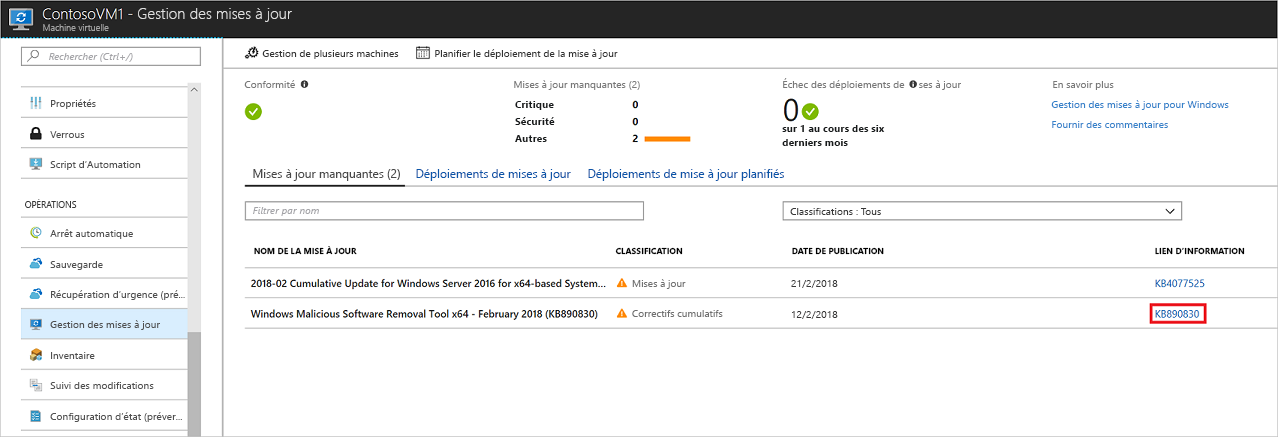 ContosoVM1 - Gestion des mises à jour
Machine virtuelle
Rechercher (Ctrl+/)
Propriétés
Verrous
Script d'Automation
OPÉRATIONS
Arrêt automatique
Sauvegarde
Récupération d'urgence (pré...
Gestion des mises à jour
Inventaire
Suivi des modifications
Configuration d'état (préver...
Gestion de plusieurs machines
Planifier le déploiement de la mise à jour
Conformité
Mises à jour manquantes (2)
Critique 0
Sécurité 0
Autres 2
Échec des déploiements de ses à jour
0
sur 1 au cours des six
derniers mois
En savoir plus
Gestion des mises à jour pour Windows
Fournir des commentaires
Mises à jour manquantes (2) Déploiements de mises à jour Déploiements de mise à jour planifiés
Filtrer par nom
Classifications : Tous
NOM DE LA MISE À JOUR CLASSIFICATION DATE DE PUBLICATION LIEN D'INFORMATION
2018-02 Cumulative Update for Windows Server 2016 for x64-based System... Mises à jour 21/2/2018 KB4077525
Windows Malicious Software Removal Tool x64 - February 2018 (KB890830) Correctifs cumulatifs 12/2/2018 KB890830